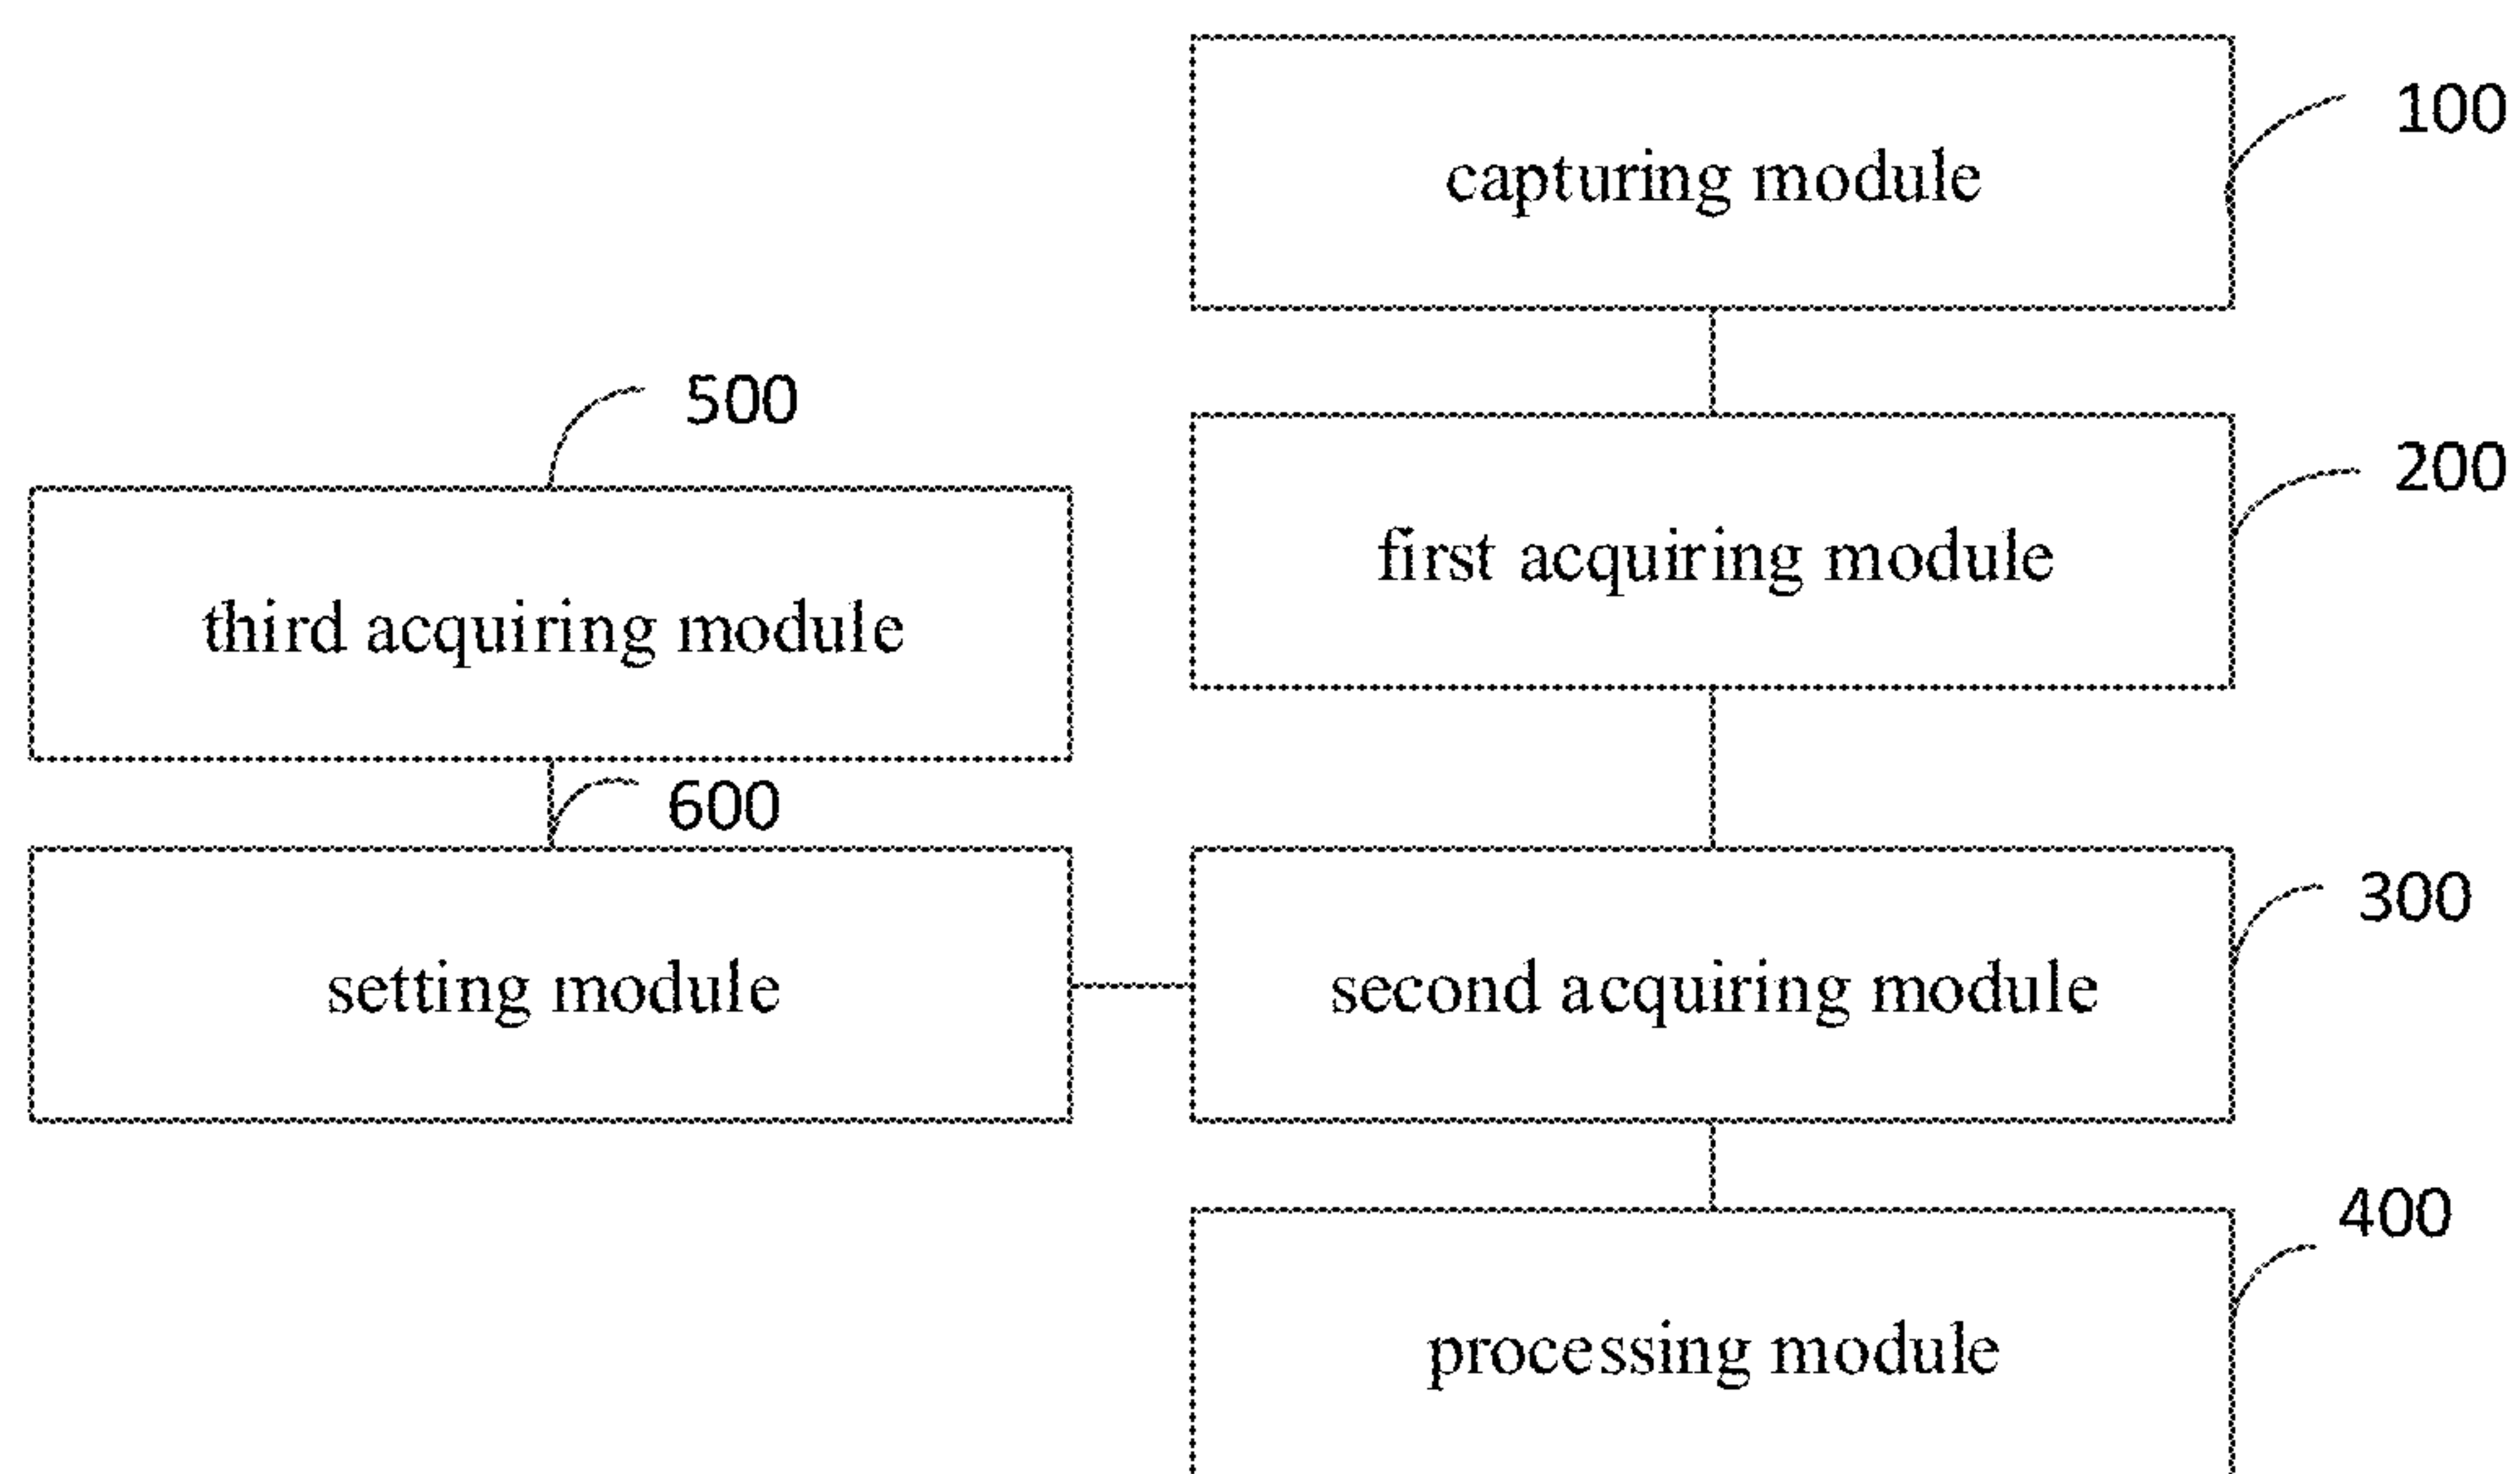 capturing module
100
first acquiring module
200
500
third acquiring module
600
setting module
second acquiring module
300
400
processing module